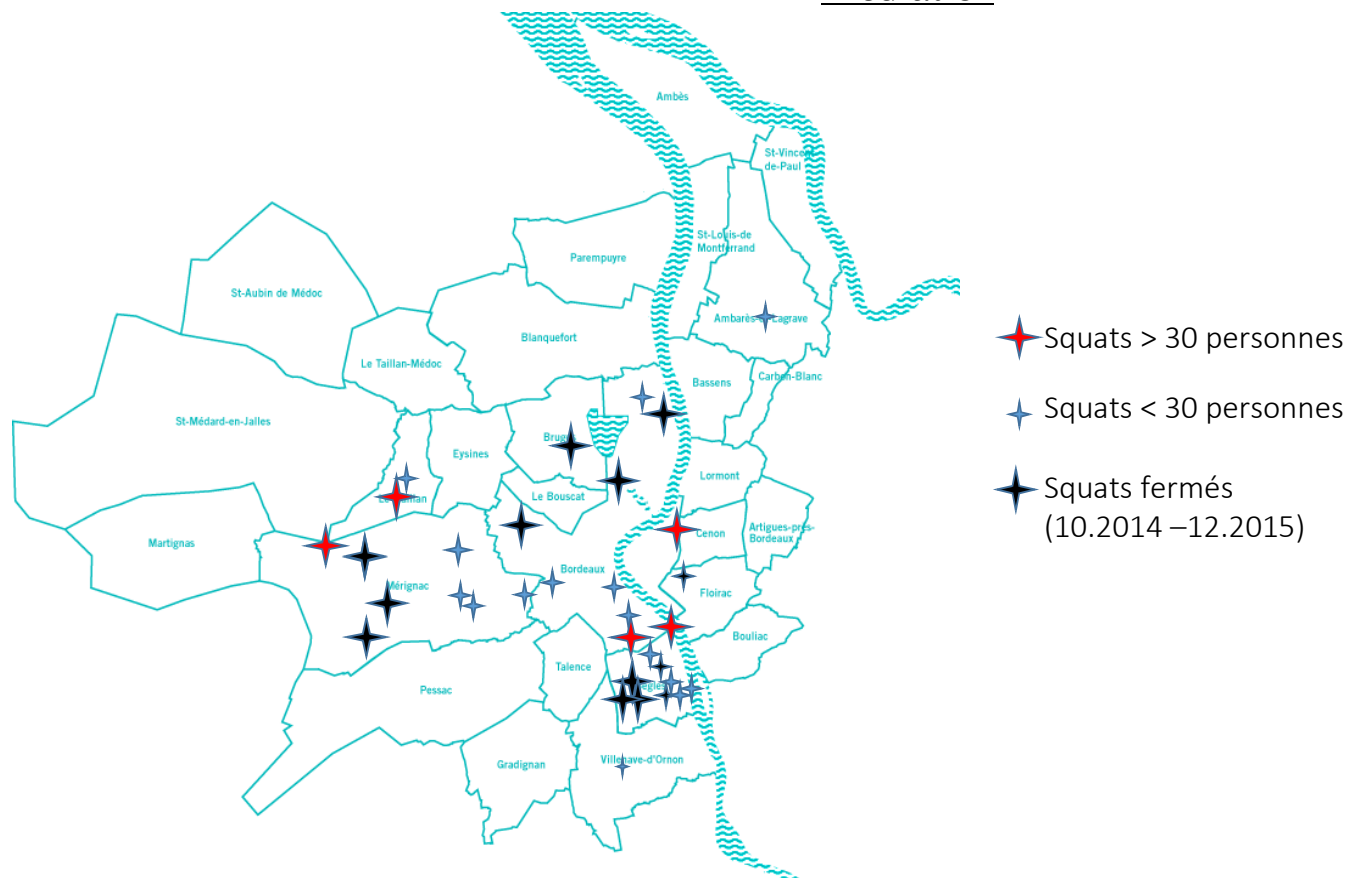 Ambès
St-Vincent
de-Paul
St-Louis-de
Montferrand
Parempuyre
St-Aubin de Médoc
Ambarès- -Lagrave
Blanquefort
Le Taillan-Médoc
Bassens
Carbon-Blanc
St-Médard-en-Jalles
Eysines
Lormont
Le Bouscat
Martignas
Cenon
Artigues-près-
Bordeaux
Bordeaux
Mérignac
Floirac
Bouliac
Talence
Pessac
Gradignan
Villenave-d'Ornon
Squats > 30 personnes
Squats < 30 personnes
Squats fermés
(10.2014 –12.2015)